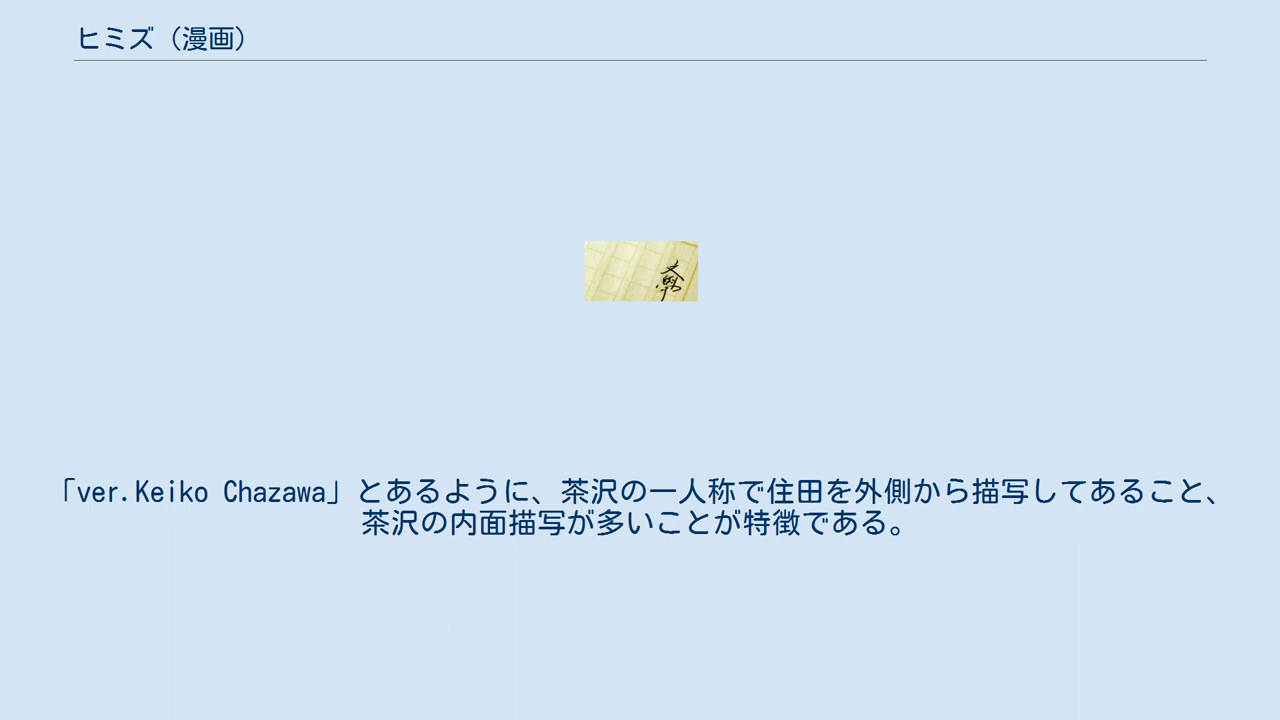 ヒミズ（漫画）
「ver.Keiko Chazawa」とあるように、茶沢の一人称で住田を外側から描写してあること、
茶沢の内面描写が多いことが特徴である。